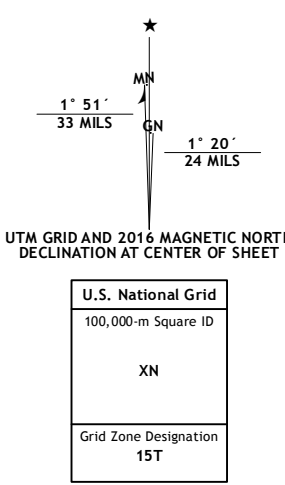 ★
MN
1° 51´
33 MILS
GN
1° 20´
24 MILS
UTM GRID AND 2016 MAGNETIC NORTH
DECLINATION AT CENTER OF SHEET
U.S. National Grid
100,000-m Square ID
XN
Grid Zone Designation
15T